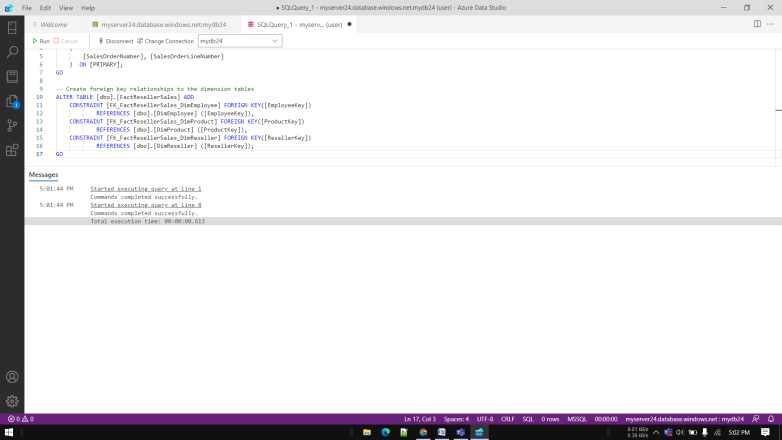 File Edit View Help
● SQLQuery_1 - myserver24.database.windows.net:mydb24 (user) - Azure Data Studio
Welcome
myserver24.database.windows.net:mydb24
SQLQuery_1 - myserv... (user) ●
Run Cancel Disconnect Change Connection mydb24
5 [SalesOrderNumber], [SalesOrderLineNumber]
6 ) ON [PRIMARY];
7 GO
8
9 -- Create foreign key relationships to the dimension tables
10 ALTER TABLE [dbo].[FactResellerSales] ADD
11 CONSTRAINT [FK_FactResellerSales_DimEmployee] FOREIGN KEY([EmployeeKey])
12 REFERENCES [dbo].[DimEmployee] ([EmployeeKey]),
13 CONSTRAINT [FK_FactResellerSales_DimProduct] FOREIGN KEY([ProductKey])
14 REFERENCES [dbo].[DimProduct] ([ProductKey]),
15 CONSTRAINT [FK_FactResellerSales_DimReseller] FOREIGN KEY([ResellerKey])
16 REFERENCES [dbo].[DimReseller] ([ResellerKey]);
17 GO
1
Messages
5:01:44 PM Started executing query at Line 1
Commands completed successfully.
5:01:44 PM Started executing query at Line 8
Commands completed successfully.
Total execution time: 00:00:00.613
0 0 Ln 17, Col 3 Spaces: 4 UTF-8 CRLF SQL 0 rows MSSQL 00:00:00 myserver24.database.windows.net : mydb24
5:02 PM